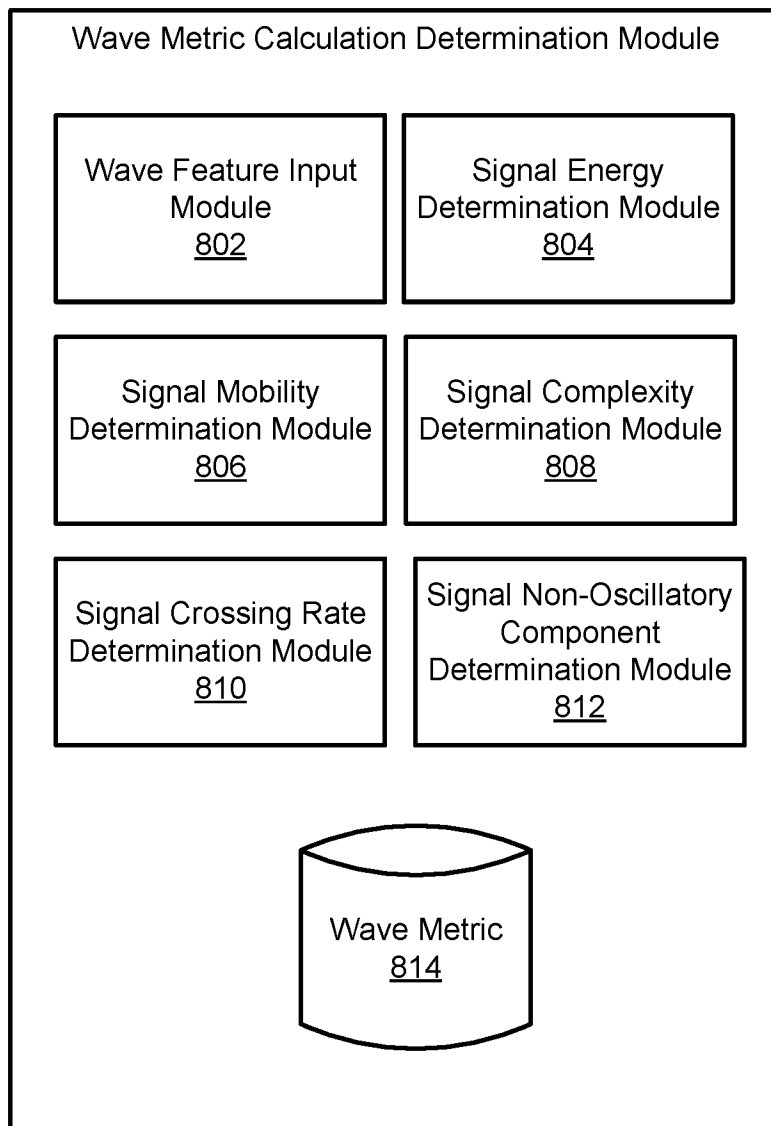 Wave Metric Calculation Determination Module
Wave Feature Input
Module
802
Signal Energy
Determination Module
804
Signal Mobility
Determination Module
806
Signal Complexity
Determination Module
808
Signal Crossing Rate
Determination Module
810
Signal Non-Oscillatory
Component
Determination Module
812
Wave Metric
814